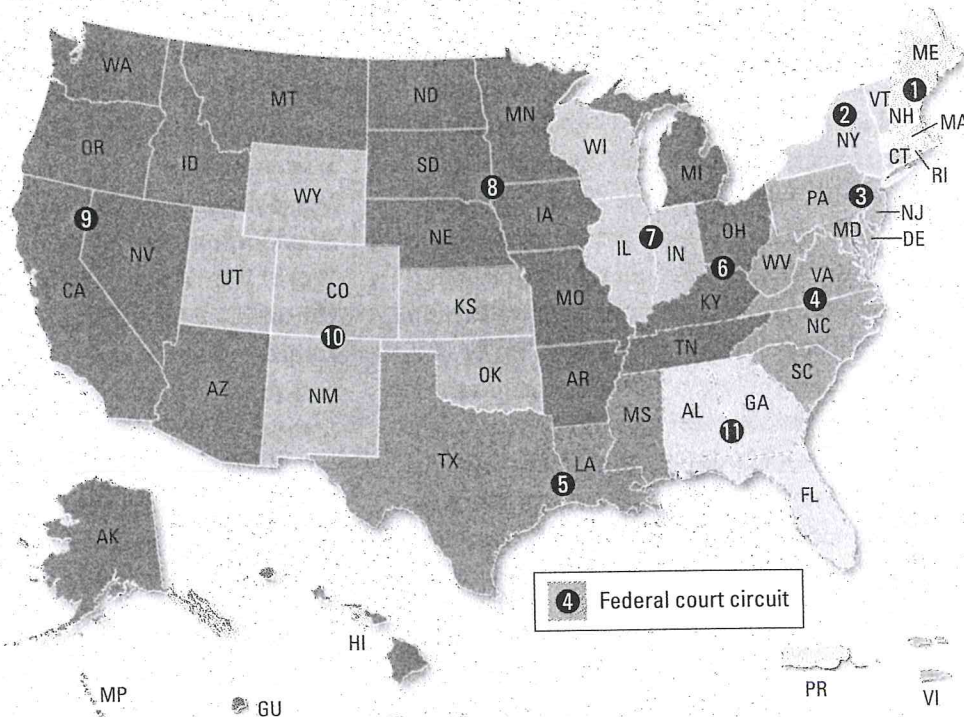 ME
WA
VT
1
MT
ND
MN
2
NH
MA
NY
OR
ID
SD
WI
CT
RI
MI
8
PA
3
WY
NJ
9
IA
MD
DE
NE
7
OH
NV
IL
IN
WV
VA
UT
CO
6
CA
KS
MO
KY
4
NC
10
TN
AZ
OK
AR
SC
NM
MS
AL
GA
11
TX
LA
5
FL
AK
4 Federal court circuit
HI
PR
VI
MP
GU